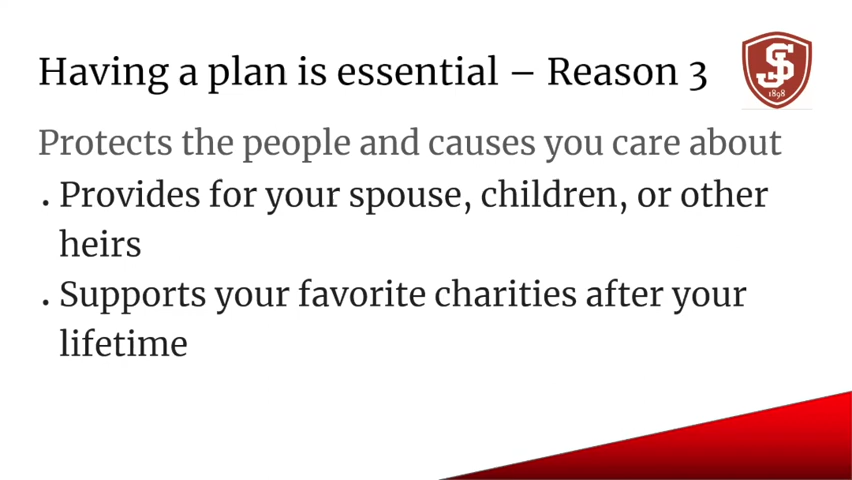 Having a plan is essential – Reason 3
SJ
1898
Protects the people and causes you care about
• Provides for your spouse, children, or other
heirs
• Supports your favorite charities after your
lifetime